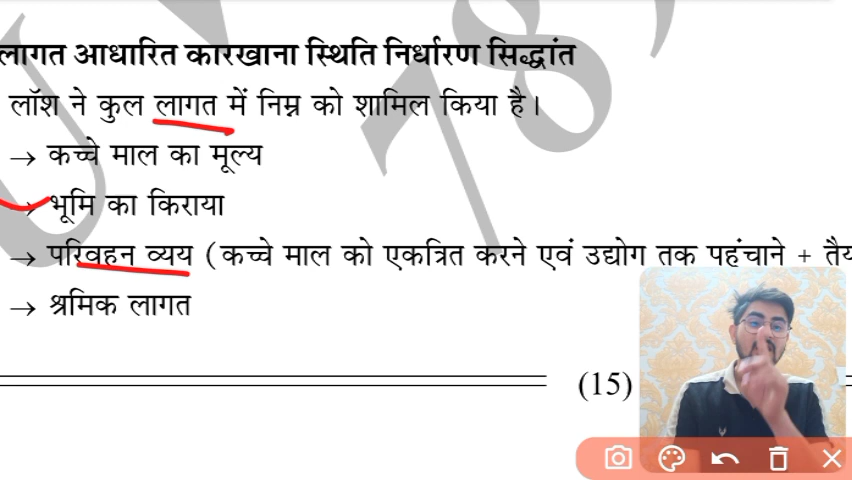 लागत आधारित कारखाना स्थिति निर्धारण सिद्धांत
लॉश ने कुल लागत में निम्न को शामिल किया है।
→ कच्चे माल का मूल्य
→ भूमि का किराया
→ परिवहन व्यय (कच्चे माल को एकत्रित करने एवं उद्योग तक पहुंचाने +
→ श्रमिक लागत
(15)